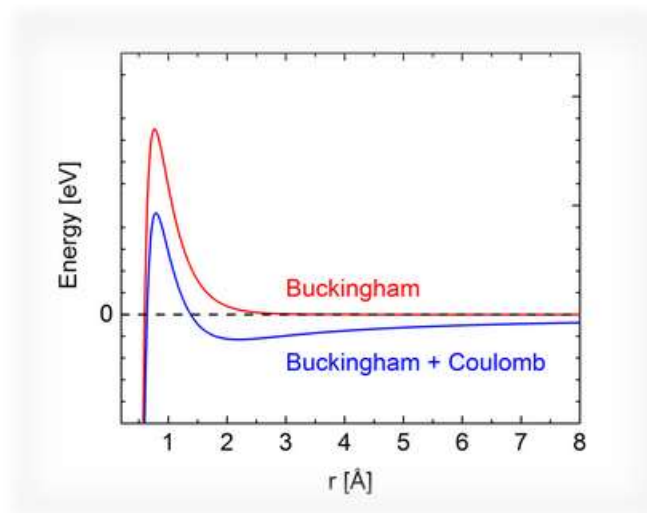 Energy [eV]
0
Buckingham
Buckingham + Coulomb
1 2 3 4 5 6 7 8
r [Å]